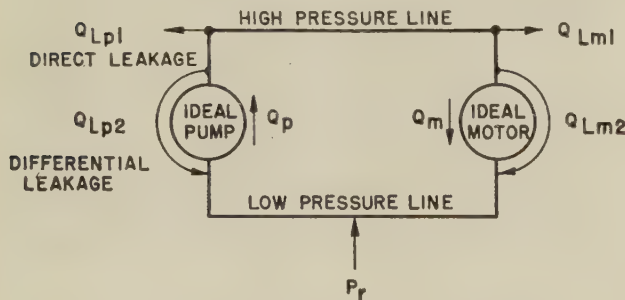 HIGH PRESSURE LINE
QLp1
QLm1
DIRECT LEAKAGE
QLp2
IDEAL PUMP
Qp
Qm
IDEAL MOTOR
QLm2
DIFFERENTIAL LEAKAGE
LOW PRESSURE LINE
Pr